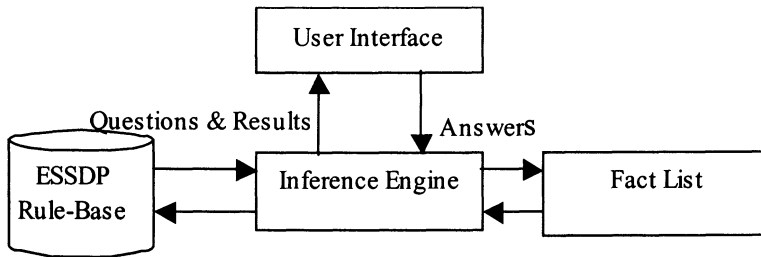 User Interface
Questions & Results
Answers
ESSDP
Rule-Base
Inference Engine
Fact List